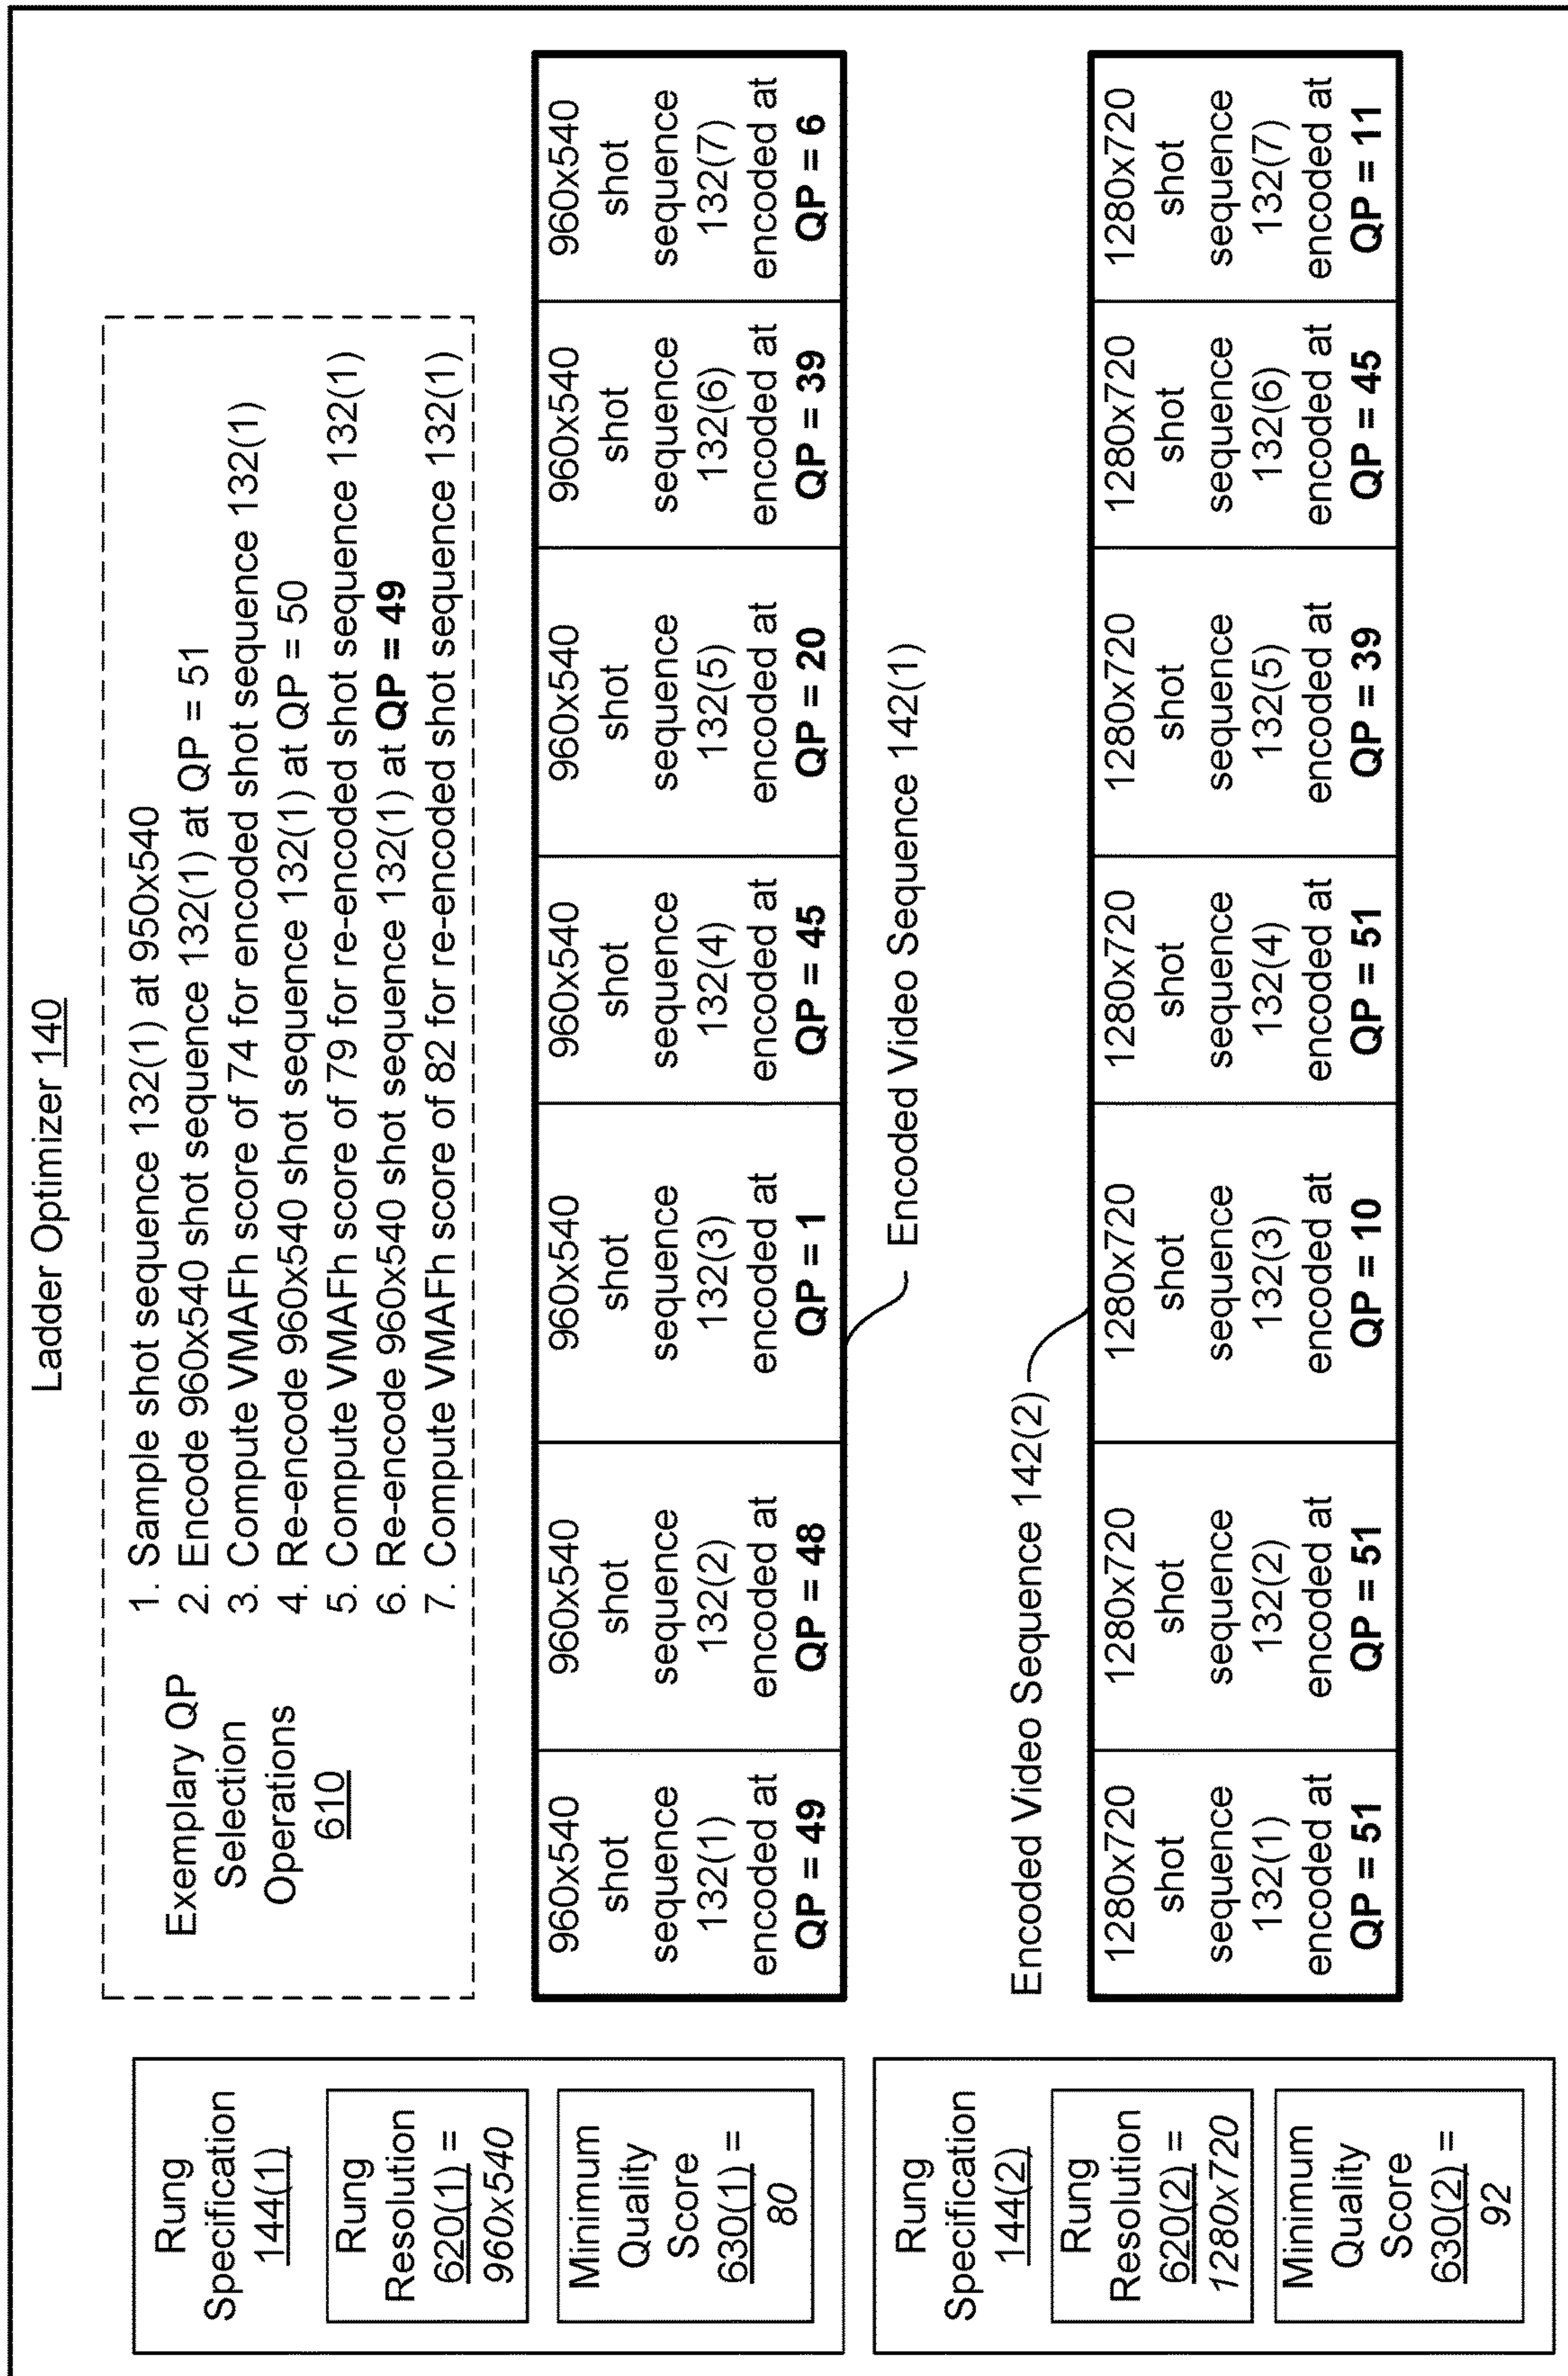 Ladder Optimizer 140
Rung
Specification
144(1)
Rung
Resolution
620(1) =
960x540
Minimum
Quality
Score
630(1) =
80
Exemplary QP
Selection
Operations
610
1. Sample shot sequence 132(1) at 950x540
2. Encode 960x540 shot sequence 132(1) at QP = 51
3. Compute VMAFh score of 74 for encoded shot sequence 132(1)
4. Re-encode 960x540 shot sequence 132(1) at QP = 50
5. Compute VMAFh score of 79 for re-encoded shot sequence 132(1)
6. Re-encode 960x540 shot sequence 132(1) at QP = 49
7. Compute VMAFh score of 82 for re-encoded shot sequence 132(1)
960x540
shot
sequence
132(1)
encoded at
QP = 49
960x540
shot
sequence
132(2)
encoded at
QP = 48
960x540
shot
sequence
132(3)
encoded at
QP = 1
960x540
shot
sequence
132(4)
encoded at
QP = 45
960x540
shot
sequence
132(5)
encoded at
QP = 20
960x540
shot
sequence
132(6)
encoded at
QP = 39
960x540
shot
sequence
132(7)
encoded at
QP = 6
Encoded Video Sequence 142(1)
Rung
Specification
144(2)
Rung
Resolution
620(2) =
1280x720
Minimum
Quality
Score
630(2) =
92
Encoded Video Sequence 142(2)
1280x720
shot
sequence
132(1)
encoded at
QP = 51
1280x720
shot
sequence
132(2)
encoded at
QP = 51
1280x720
shot
sequence
132(3)
encoded at
QP = 10
1280x720
shot
sequence
132(4)
encoded at
QP = 51
1280x720
shot
sequence
132(5)
encoded at
QP = 39
1280x720
shot
sequence
132(6)
encoded at
QP = 45
1280x720
shot
sequence
132(7)
encoded at
QP = 11